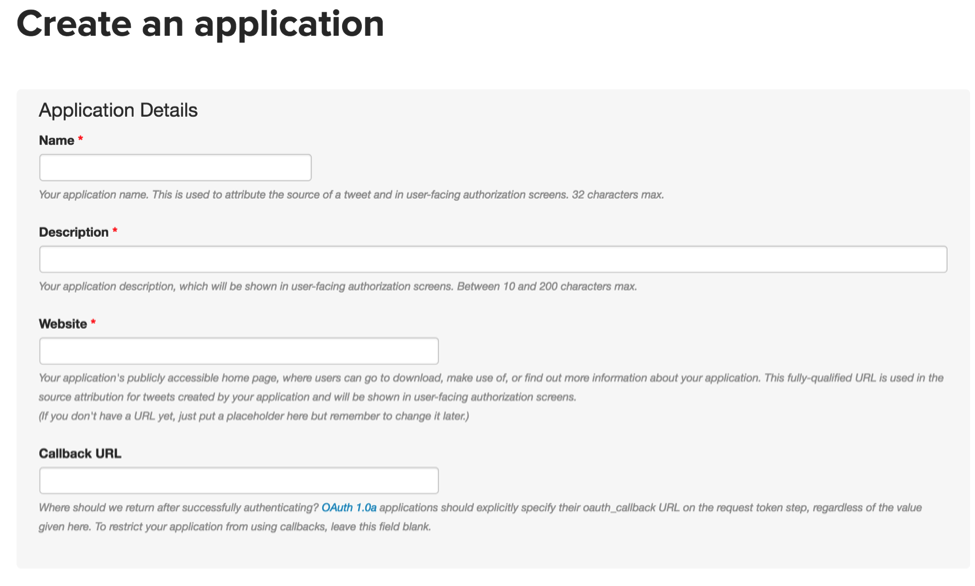 Create an application
Application Details
Name *
Your application name. This is used to attribute the source of a tweet and in user-facing authorization screens. 32 characters max.
Description *
Your application description, which will be shown in user-facing authorization screens. Between 10 and 200 characters max.
Website *
Your application's publicly accessible home page, where users can go to download, make use of, or find out more information about your application. This fully-qualified URL is used in the
source attribution for tweets created by your application and will be shown in user-facing authorization screens.
(If you don't have a URL yet, just put a placeholder here but remember to change it later.)
Callback URL
Where should we return after successfully authenticating? OAuth 1.0a applications should explicitly specify their oauth_callback URL on the request token step, regardless of the value
given here. To restrict your application from using callbacks, leave this field blank.